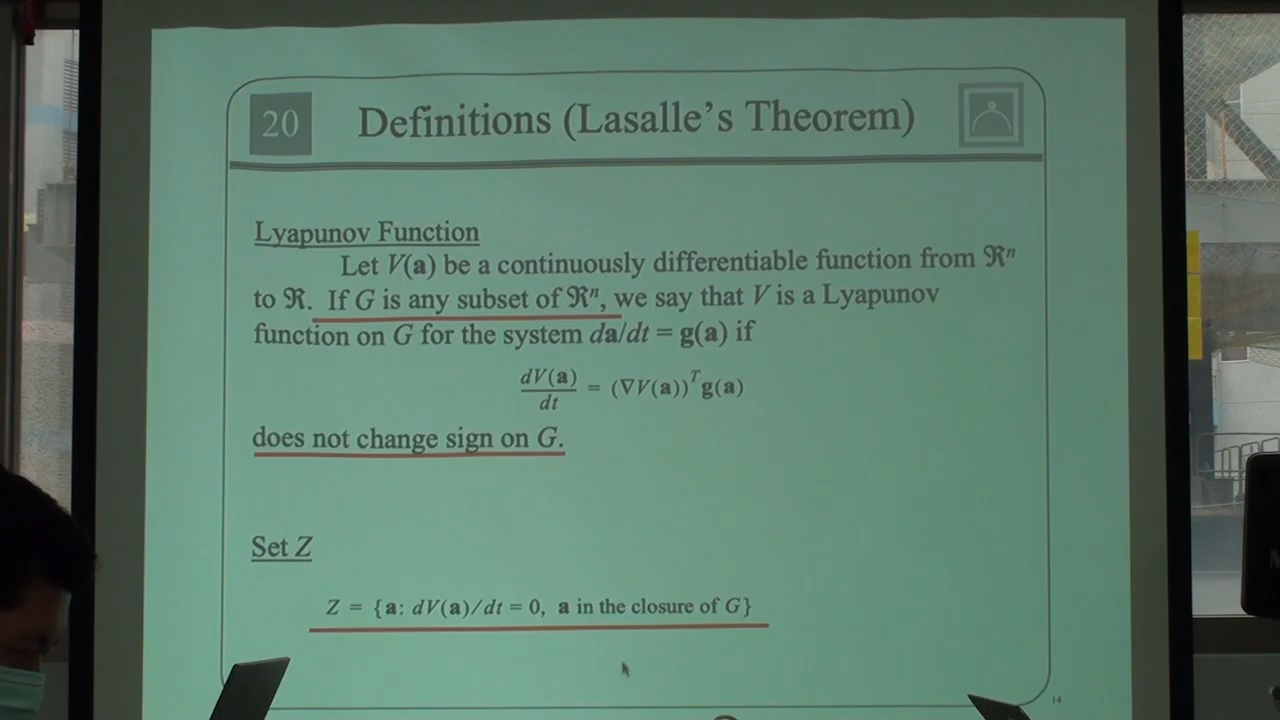 20
Definitions (Lasalle's Theorem)
Lyapunov Function
Let V(a) be a continuously differentiable function from ℜⁿ
to ℜ. If G is any subset of ℜⁿ, we say that V is a Lyapunov
function on G for the system da/dt = g(a) if
dV(a)/dt = (∇V(a))ᵀg(a)
does not change sign on G.
Set Z
Z = {a: dV(a)/dt = 0, a in the closure of G}
14